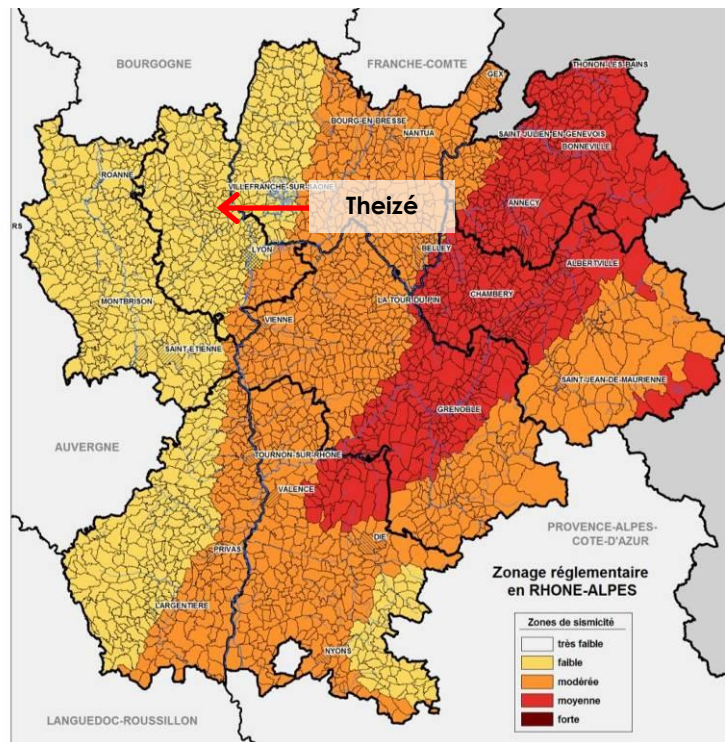 BOURGOGNE
FRANCHE-COMTE
THONON-LES-BAINS
GEX
BOURG-EN-BRESSE
NANTUA
SAINT-JULIEN-EN-GENEVOIS
BONNEVILLE
ROANNE
VILLEFRANCHE-SUR-SAONE
Theizé
ANNECY
RS
LYON
BELLEY
ALBERTVILLE
CHAMBERY
MONTBRISON
LA TOUR DU PIN
VIENNE
SAINT-ETIENNE
SAINT-JEAN-DE-MAURIENNE
GRENOBLE
AUVERGNE
TOURNON-SUR-RHONE
VALENCE
PROVENCE-ALPES-
COTE-D'AZUR
DIE
PRIVAS
Zonage réglementaire
en RHONE-ALPES
LARGENTIERE
Zones de sismicité
très faible
faible
NYONS
modérée
moyenne
forte
LANGUEDOC-ROUSSILLON